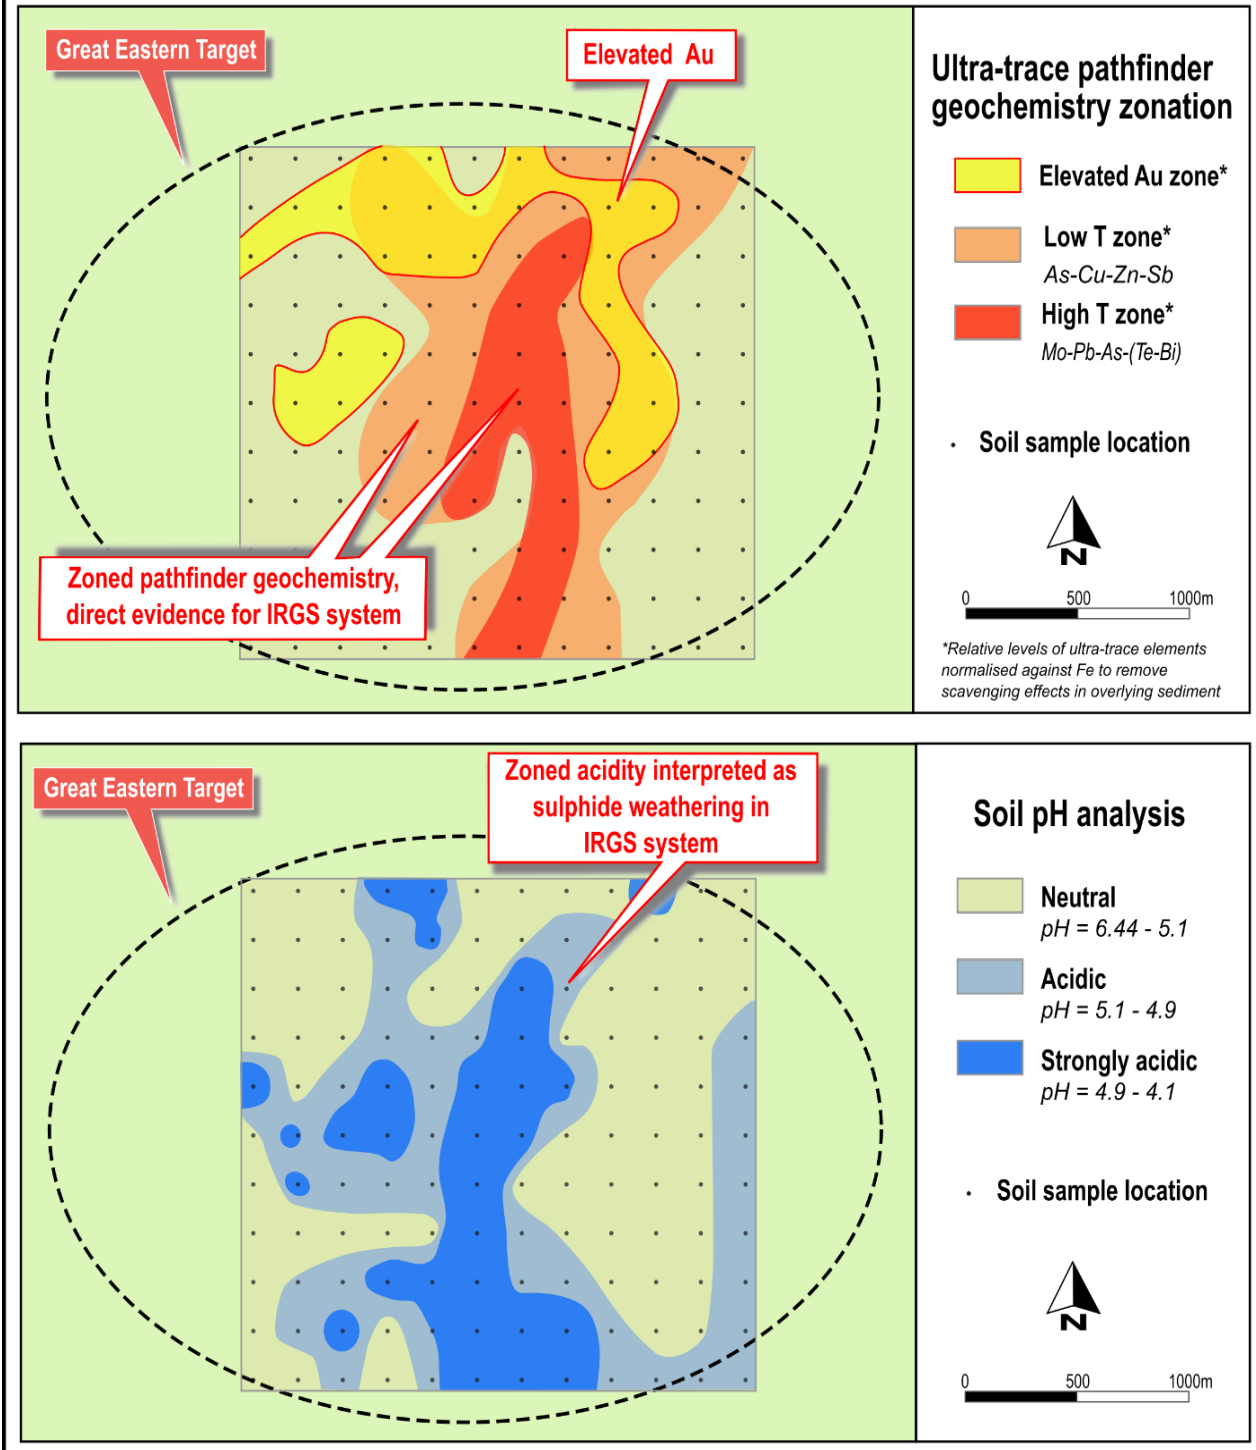 Great Eastern Target
Elevated Au
Zoned pathfinder geochemistry,
direct evidence for IRGS system
Ultra-trace pathfinder
geochemistry zonation
Elevated Au zone*
Low T zone*
As-Cu-Zn-Sb
High T zone*
Mo-Pb-As-(Te-Bi)
Soil sample location
N
0 500 1000m
*Relative levels of ultra-trace elements
normalised against Fe to remove
scavenging effects in overlying sediment
Great Eastern Target
Zoned acidity interpreted as
sulphide weathering in
IRGS system
Soil pH analysis
Neutral
pH = 6.44 - 5.1
Acidic
pH = 5.1 - 4.9
Strongly acidic
pH = 4.9 - 4.1
Soil sample location
N
0 500 1000m